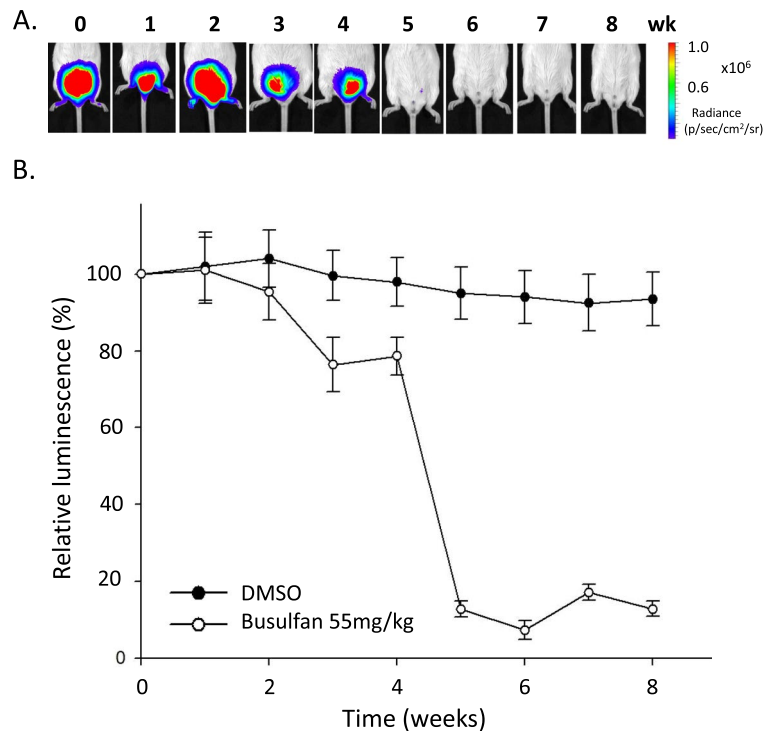 A.
0 1 2 3 4 5 6 7 8 wk
1.0
x10⁶
0.6
Radiance
(p/sec/cm²/sr)
B.
100
80
60
40
20
0
Relative luminescence (%)
DMSO
Busulfan 55mg/kg
0 2 4 6 8
Time (weeks)